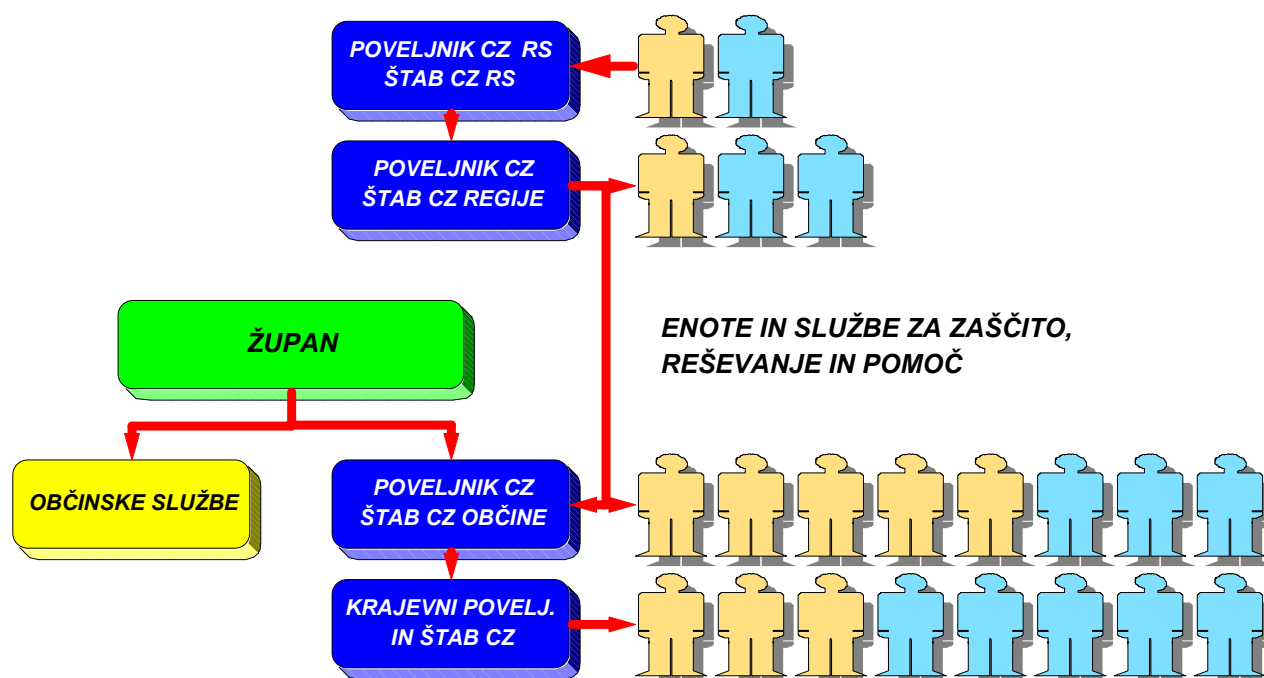 POVELJNIK CZ RS
ŠTAB CZ RS
POVELJNIK CZ
ŠTAB CZ REGIJE
ŽUPAN
ENOTE IN SLUŽBE ZA ZAŠČITO,
REŠEVANJE IN POMOČ
OBČINSKE SLUŽBE
POVELJNIK CZ
ŠTAB CZ OBČINE
KRAJEVNI POVELJ.
IN ŠTAB CZ